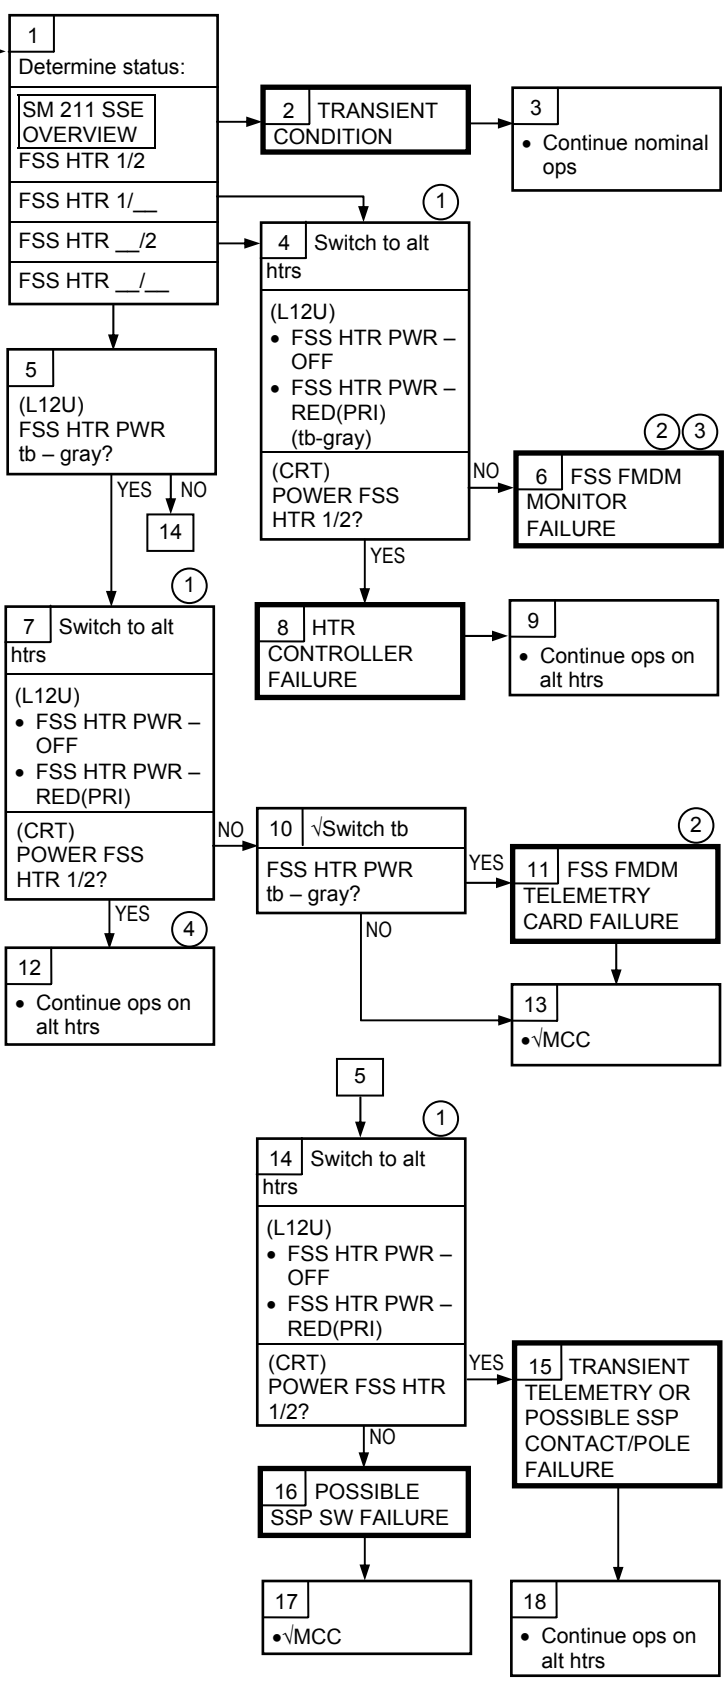 1
Determine status:
SM 211 SSE
OVERVIEW
FSS HTR 1/2
FSS HTR 1/__
FSS HTR __/2
FSS HTR __/__
2 TRANSIENT
CONDITION
3
• Continue nominal
ops
1
4 Switch to alt
htrs
(L12U)
• FSS HTR PWR –
OFF
• FSS HTR PWR –
RED(PRI)
(tb-gray)
(CRT)
POWER FSS
HTR 1/2?
NO
YES
5
(L12U)
FSS HTR PWR
tb – gray?
YES
NO
14
2 3
6 FSS FMDM
MONITOR
FAILURE
1
7 Switch to alt
htrs
(L12U)
• FSS HTR PWR –
OFF
• FSS HTR PWR –
RED(PRI)
(CRT)
POWER FSS
HTR 1/2?
NO
YES
8 HTR
CONTROLLER
FAILURE
9
• Continue ops on
alt htrs
10 √Switch tb
FSS HTR PWR
tb – gray?
YES
NO
2
11 FSS FMDM
TELEMETRY
CARD FAILURE
4
12
• Continue ops on
alt htrs
13
•√MCC
5
1
14 Switch to alt
htrs
(L12U)
• FSS HTR PWR –
OFF
• FSS HTR PWR –
RED(PRI)
(CRT)
POWER FSS HTR
1/2?
YES
NO
15 TRANSIENT
TELEMETRY OR
POSSIBLE SSP
CONTACT/POLE
FAILURE
16 POSSIBLE
SSP SW FAILURE
17
•√MCC
18
• Continue ops on
alt htrs